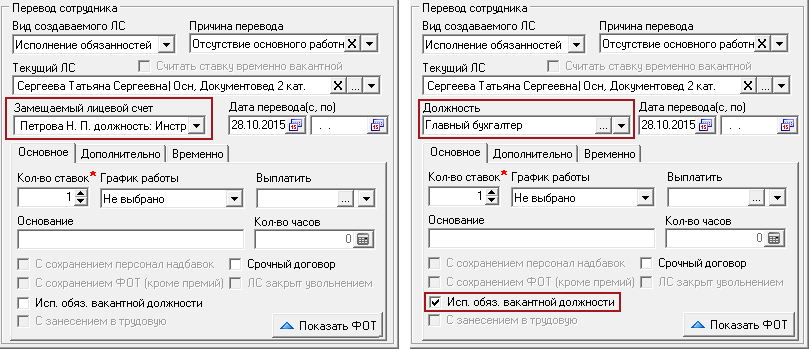 Перевод сотрудника
Вид создаваемого ЛС Причина перевода
Исполнение обязанностей Отсутствие основного работн X
Текущий ЛС Считать ставку временно вакантной
Сергеева Татьяна Сергеевна| Осн, Документовед 2 кат. X ...
Замещаемый лицевой счет Дата перевода(с, по)
Петрова Н. П. должность: Инстр 28.10.2015 . .
Основное Дополнительно Временно
Кол-во ставок* График работы Выплатить
1 Не выбрано ...
Основание Кол-во часов
0
С сохранением персонал надбавок Срочный договор
С сохранением ФОТ (кроме премий) ЛС закрыт увольнением
Исп. обяз. вакантной должности
С занесением в трудовую Показать ФОТ
Перевод сотрудника
Вид создаваемого ЛС Причина перевода
Исполнение обязанностей Отсутствие основного работн X
Текущий ЛС Считать ставку временно вакантной
Сергеева Татьяна Сергеевна| Осн, Документовед 2 кат. X ...
Должность Дата перевода(с, по)
Главный бухгалтер ... 28.10.2015 . .
Основное Дополнительно Временно
Кол-во ставок* График работы Выплатить
1 Не выбрано ...
Основание Кол-во часов
0
С сохранением персонал надбавок Срочный договор
С сохранением ФОТ (кроме премий) ЛС закрыт увольнением
Исп. обяз. вакантной должности
С занесением в трудовую Показать ФОТ